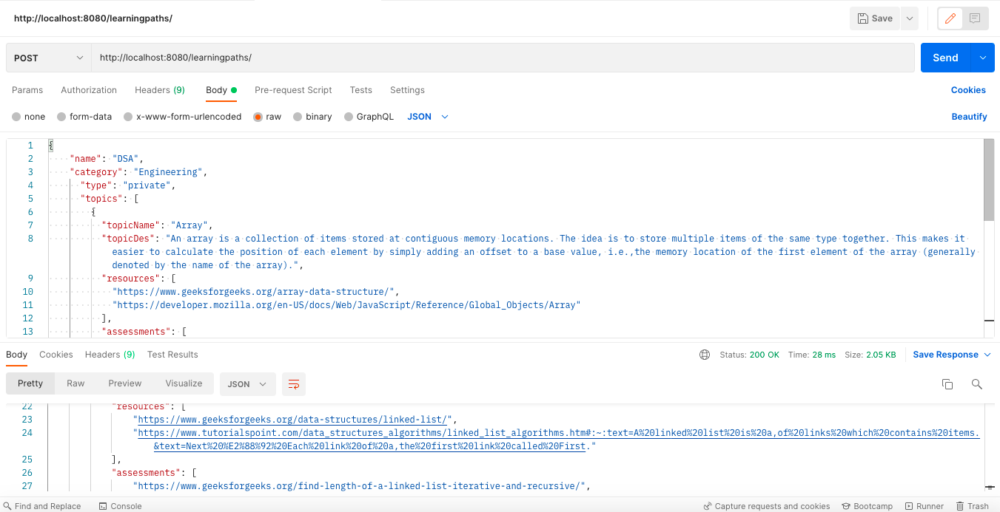 http://localhost:8080/learningpaths/
Save
POST
http://localhost:8080/learningpaths/
Send
Params Authorization Headers (9) Body Pre-request Script Tests Settings Cookies
none form-data x-www-form-urlencoded raw binary GraphQL JSON Beautify
1 {
2 "name": "DSA",
3 "category": "Engineering",
4 "type": "private",
5 "topics": [
6 {
7 "topicName": "Array",
8 "topicDes": "An array is a collection of items stored at contiguous memory locations. The idea is to store multiple items of the same type together. This makes it
easier to calculate the position of each element by simply adding an offset to a base value, i.e.,the memory location of the first element of the array (generally
denoted by the name of the array).",
9 "resources": [
10 "https://www.geeksforgeeks.org/array-data-structure/",
11 "https://developer.mozilla.org/en-US/docs/Web/JavaScript/Reference/Global_Objects/Array"
12 ],
13 "assessments": [
Body Cookies Headers (9) Test Results Status: 200 OK Time: 28 ms Size: 2.05 KB Save Response
Pretty Raw Preview Visualize JSON
22 "resources": [
23 "https://www.geeksforgeeks.org/data-structures/linked-list/",
24 "https://www.tutorialspoint.com/data_structures_algorithms/linked_list_algorithms.htm#:~:text=A%20linked%20list%20is%20a,of%20links%20which%20contains%20items.
&text=Next%20%E2%88%92%20Each%20link%20of%20a,the%20first%20link%20called%20First."
25 ],
26 "assessments": [
27 "https://www.geeksforgeeks.org/find-length-of-a-linked-list-iterative-and-recursive/",
Find and Replace Console Capture requests and cookies Bootcamp Runner Trash